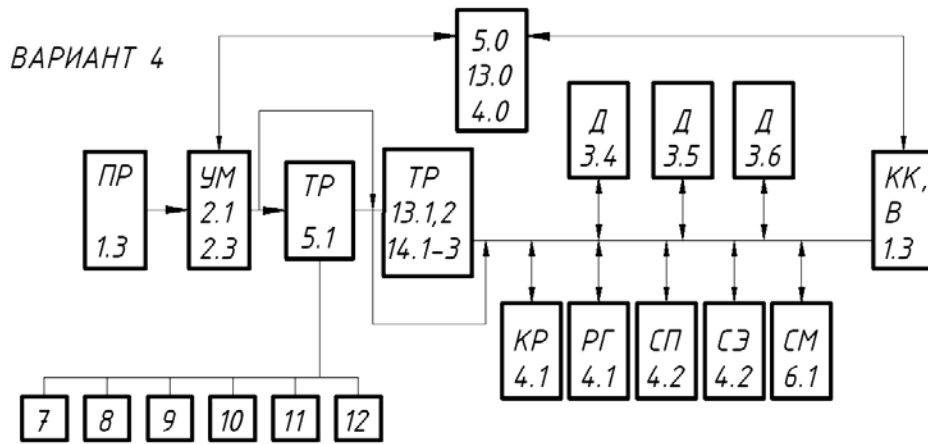 ВАРИАНТ 4
5.0
13.0
4.0
Д
3.4
Д
3.5
Д
3.6
ПР
1.3
УМ
2.1
2.3
ТР
5.1
ТР
13.1,2
14.1-3
КК,
В
1.3
КР
4.1
РГ
4.1
СП
4.2
СЭ
4.2
СМ
6.1
7
8
9
10
11
12